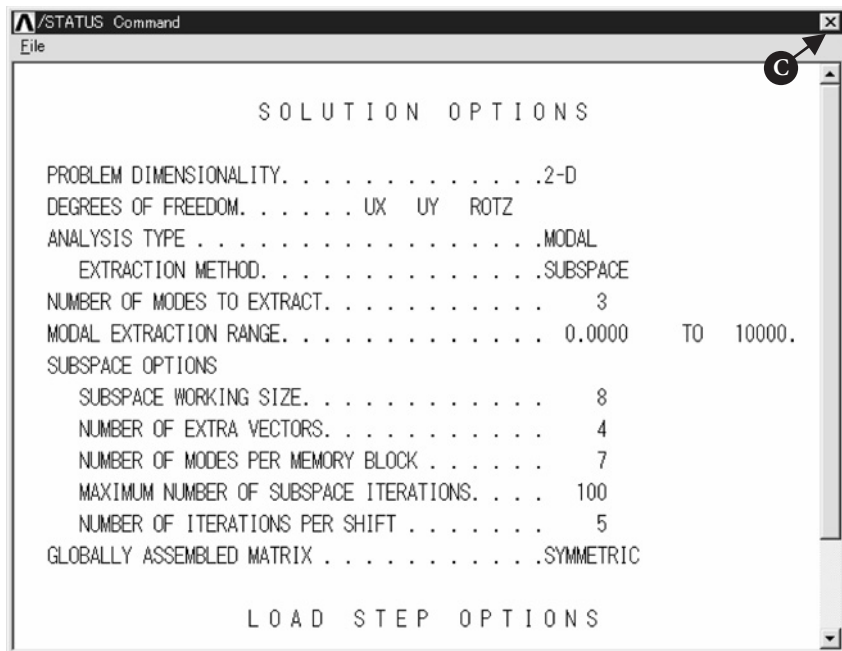 /STATUS Command
File
C
SOLUTION OPTIONS
PROBLEM DIMENSIONALITY. . . . . . . . . . . . . .2-D
DEGREES OF FREEDOM. . . . . . UX UY ROTZ
ANALYSIS TYPE . . . . . . . . . . . . . . . . . .MODAL
EXTRACTION METHOD. . . . . . . . . . . . . . .SUBSPACE
NUMBER OF MODES TO EXTRACT. . . . . . . . . . . . 3
MODAL EXTRACTION RANGE. . . . . . . . . . . . . . 0.0000 TO 10000.
SUBSPACE OPTIONS
SUBSPACE WORKING SIZE. . . . . . . . . . . . . 8
NUMBER OF EXTRA VECTORS. . . . . . . . . . . . 4
NUMBER OF MODES PER MEMORY BLOCK . . . . . . 7
MAXIMUM NUMBER OF SUBSPACE ITERATIONS. . . . 100
NUMBER OF ITERATIONS PER SHIFT . . . . . . . 5
GLOBALLY ASSEMBLED MATRIX . . . . . . . . . . . .SYMMETRIC
LOAD STEP OPTIONS